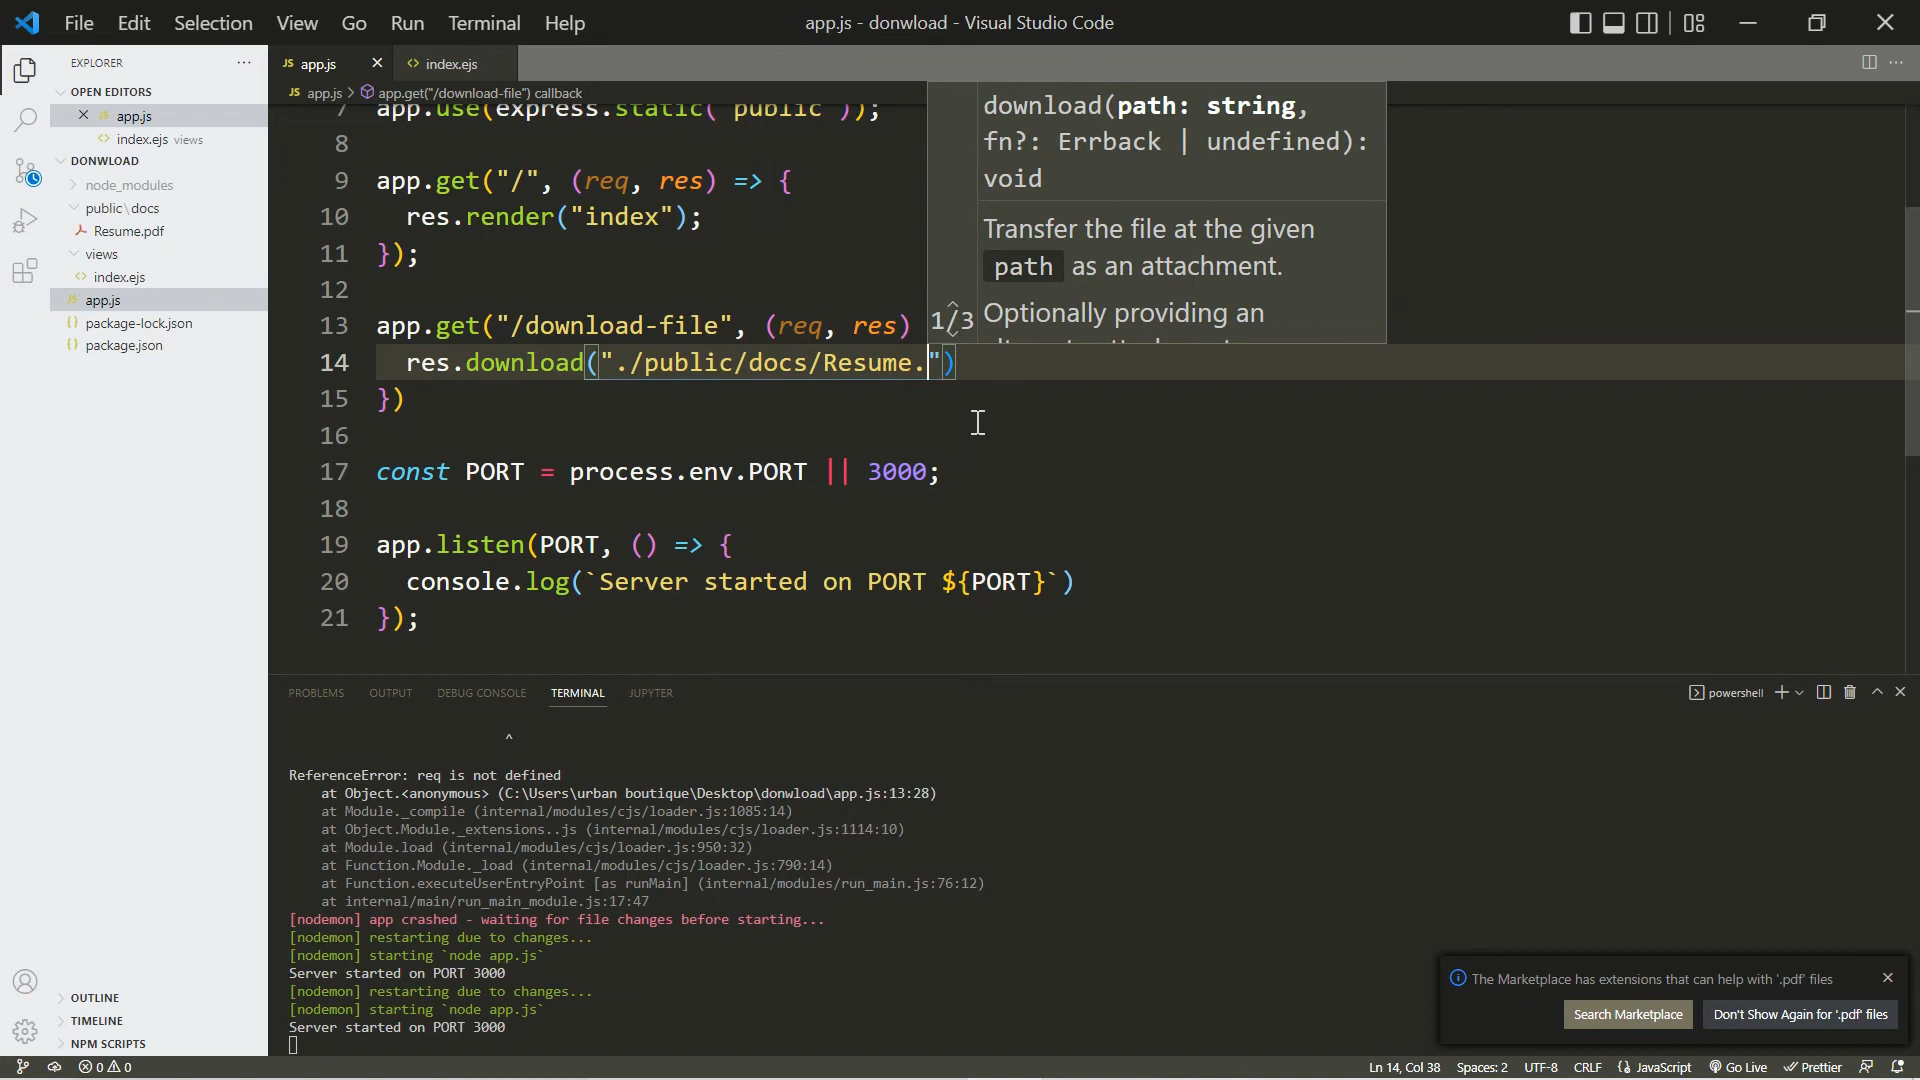 File Edit Selection View Go Run Terminal Help
app.js - donwload - Visual Studio Code
EXPLORER
OPEN EDITORS
app.js
index.ejs views
DONWLOAD
node_modules
public\docs
Resume.pdf
views
index.ejs
app.js
package-lock.json
package.json
OUTLINE
TIMELINE
NPM SCRIPTS
JS app.js
<> index.ejs
JS app.js > app.get("/download-file") callback
7 app.use(express.static("public"));
8
9 app.get("/", (req, res) => {
10 res.render("index");
11 });
12
13 app.get("/download-file", (req, res)
14 res.download("./public/docs/Resume.")
15 })
16
17 const PORT = process.env.PORT || 3000;
18
19 app.listen(PORT, () => {
20 console.log(`Server started on PORT ${PORT}`)
21 });
1/3
download(path: string,
fn?: Errback | undefined):
void
Transfer the file at the given
path as an attachment.
Optionally providing an
PROBLEMS OUTPUT DEBUG CONSOLE TERMINAL JUPYTER
powershell
^
ReferenceError: req is not defined
at Object.<anonymous> (C:\Users\urban boutique\Desktop\donwload\app.js:13:28)
at Module._compile (internal/modules/cjs/loader.js:1085:14)
at Object.Module._extensions..js (internal/modules/cjs/loader.js:1114:10)
at Module.load (internal/modules/cjs/loader.js:950:32)
at Function.Module._load (internal/modules/cjs/loader.js:790:14)
at Function.executeUserEntryPoint [as runMain] (internal/modules/run_main.js:76:12)
at internal/main/run_main_module.js:17:47
[nodemon] app crashed - waiting for file changes before starting...
[nodemon] restarting due to changes...
[nodemon] starting `node app.js`
Server started on PORT 3000
[nodemon] restarting due to changes...
[nodemon] starting `node app.js`
Server started on PORT 3000
The Marketplace has extensions that can help with '.pdf' files
Search Marketplace
Don't Show Again for '.pdf' files
0 0
Ln 14, Col 38 Spaces: 2 UTF-8 CRLF {} JavaScript Go Live Prettier